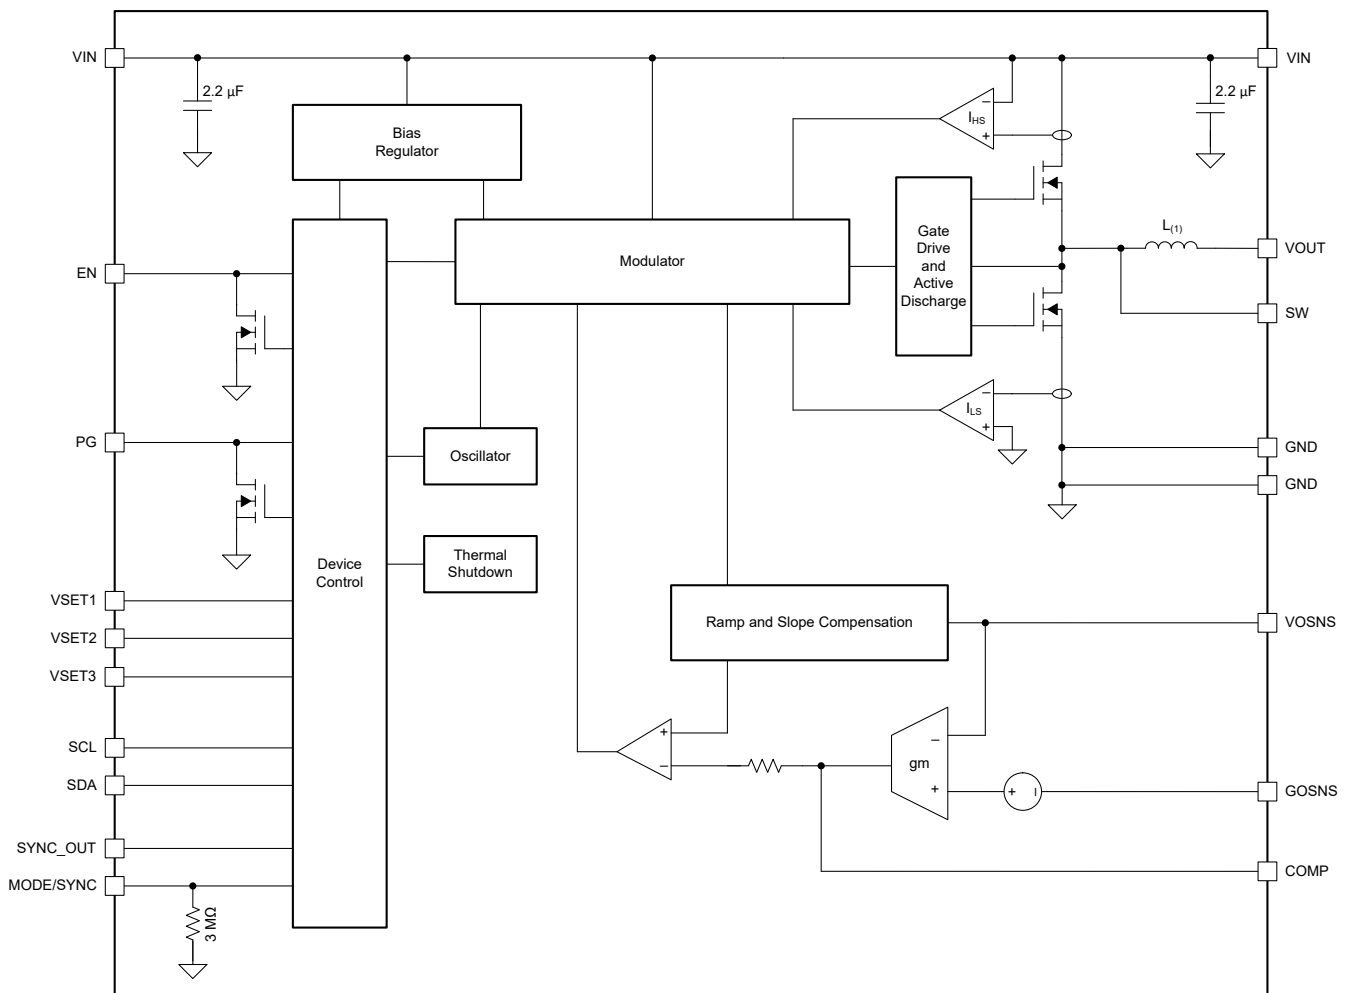 VIN
VIN
2.2 µF
2.2 µF
Bias
Regulator
I_HS
−
+
Gate
Drive
and
Active
Discharge
L(1)
VOUT
Modulator
EN
SW
I_LS
−
+
PG
GND
GND
Oscillator
Thermal
Shutdown
Device
Control
VSET1
VSET2
VSET3
Ramp and Slope Compensation
VOSNS
SCL
SDA
+
−
−
gm
+
+ −
GOSNS
SYNC_OUT
MODE/SYNC
3 MΩ
COMP